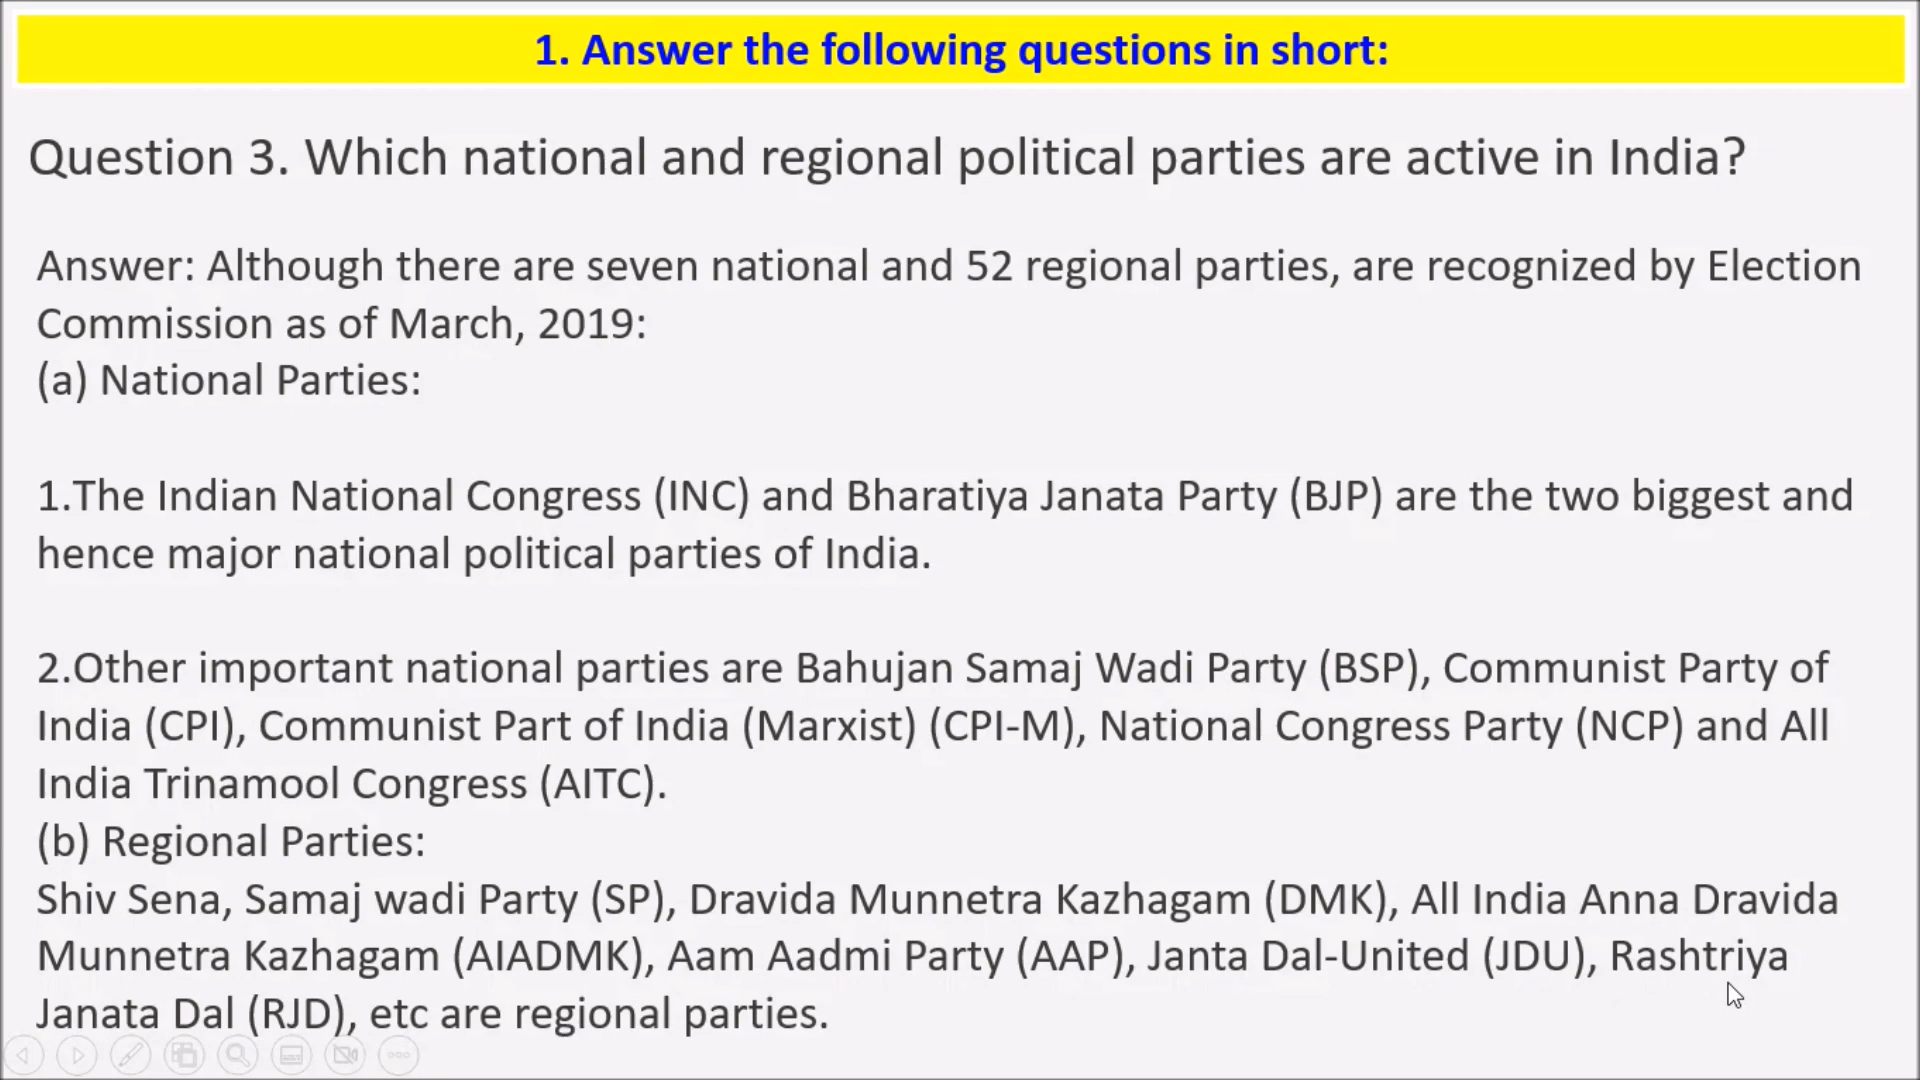 1. Answer the following questions in short:
Question 3. Which national and regional political parties are active in India?
Answer: Although there are seven national and 52 regional parties, are recognized by Election
Commission as of March, 2019:
(a) National Parties:
1.The Indian National Congress (INC) and Bharatiya Janata Party (BJP) are the two biggest and
hence major national political parties of India.
2.Other important national parties are Bahujan Samaj Wadi Party (BSP), Communist Party of
India (CPI), Communist Part of India (Marxist) (CPI-M), National Congress Party (NCP) and All
India Trinamool Congress (AITC).
(b) Regional Parties:
Shiv Sena, Samaj wadi Party (SP), Dravida Munnetra Kazhagam (DMK), All India Anna Dravida
Munnetra Kazhagam (AIADMK), Aam Aadmi Party (AAP), Janta Dal-United (JDU), Rashtriya
Janata Dal (RJD), etc are regional parties.